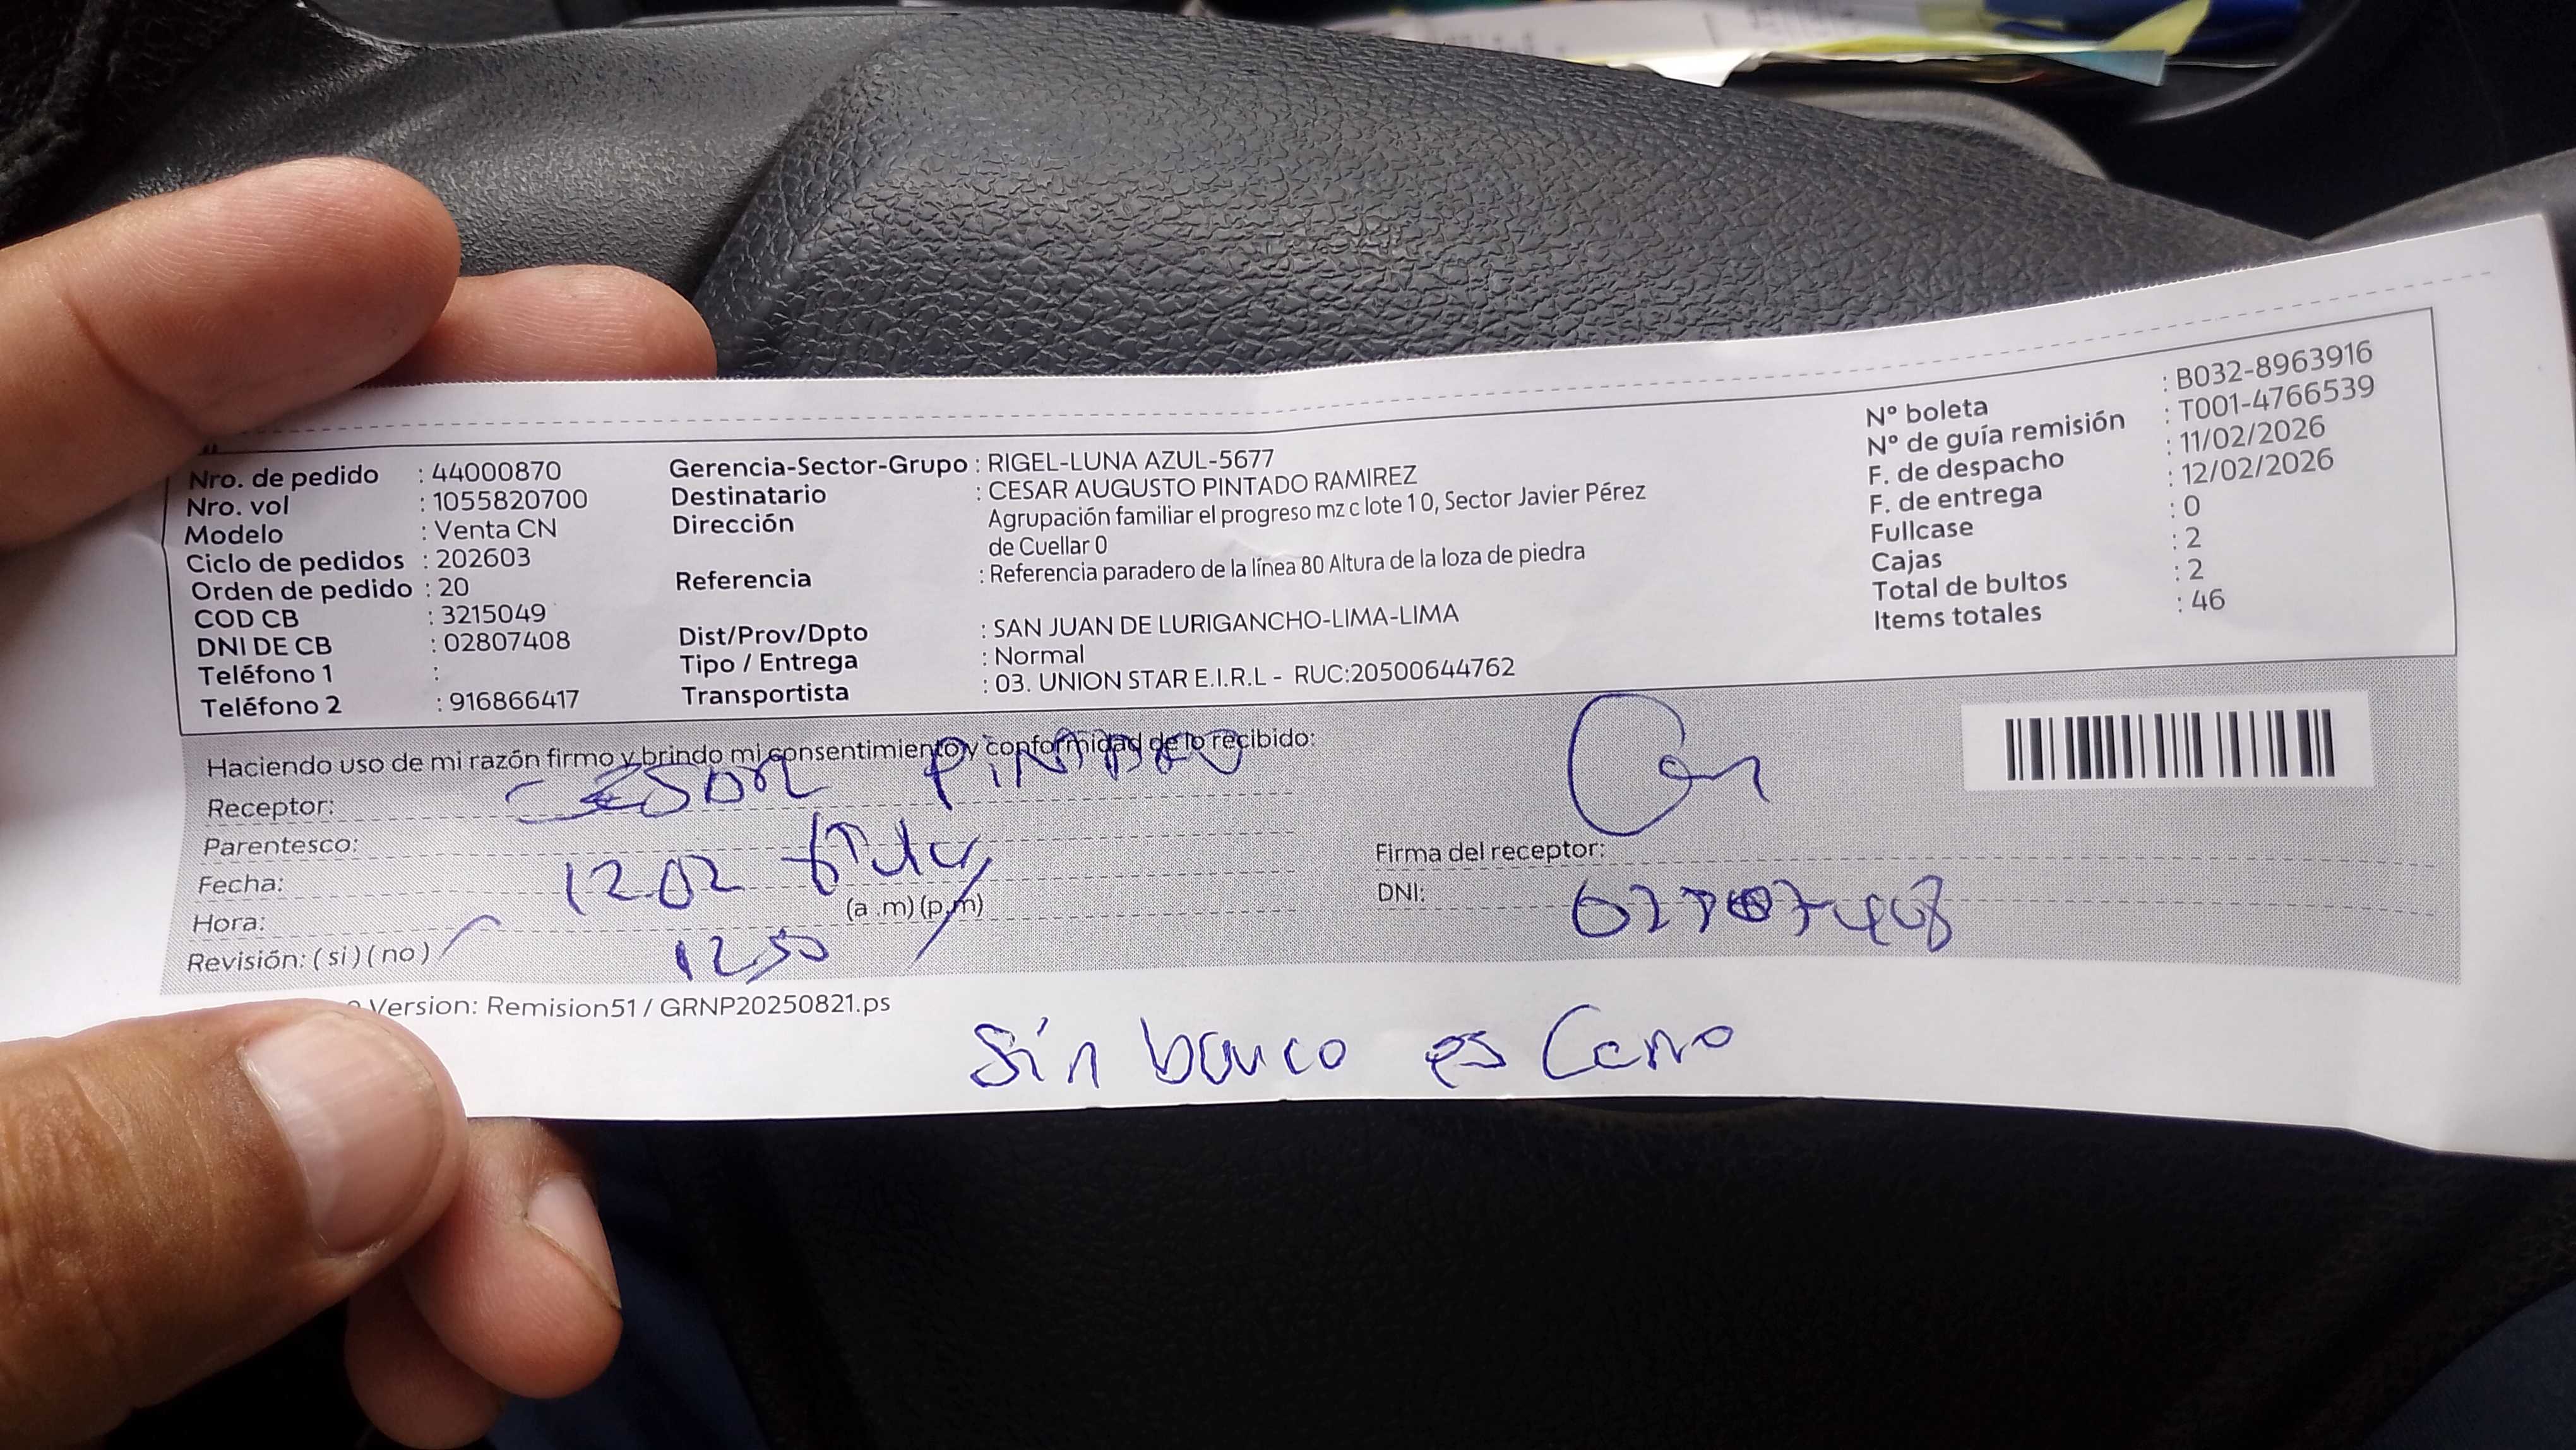 Nro. de pedido : 44000870
Nro. vol : 1055820700
Modelo : Venta CN
Ciclo de pedidos : 202603
Orden de pedido : 20
COD CB : 3215049
DNI DE CB : 02807408
Teléfono 1 :
Teléfono 2 : 916866417
Gerencia-Sector-Grupo : RIGEL-LUNA AZUL-5677
Destinatario : CESAR AUGUSTO PINTADO RAMIREZ
Dirección Agrupación familiar el progreso mz c lote 10, Sector Javier Pérez
de Cuellar 0
Referencia : Referencia paradero de la línea 80 Altura de la loza de piedra
Dist/Prov/Dpto : SAN JUAN DE LURIGANCHO-LIMA-LIMA
Tipo / Entrega : Normal
Transportista : 03. UNION STAR E.I.R.L - RUC:20500644762
N° boleta : B032-8963916
N° de guía remisión : T001-4766539
F. de despacho : 11/02/2026
F. de entrega : 12/02/2026
Fullcase : 0
Cajas : 2
Total de bultos : 2
Items totales : 46
Haciendo uso de mi razón firmo y brindo mi consentimiento y conformidad de lo recibido:
Receptor: CESAR PINTADO
Parentesco: titular
Fecha: 12 02
Hora: 12 50 (a .m) (p.m)
Revisión: ( si ) ( no )
Firma del receptor:
DNI: 02807408
Version: Remision51 / GRNP20250821.ps
Sin banco es Cerro